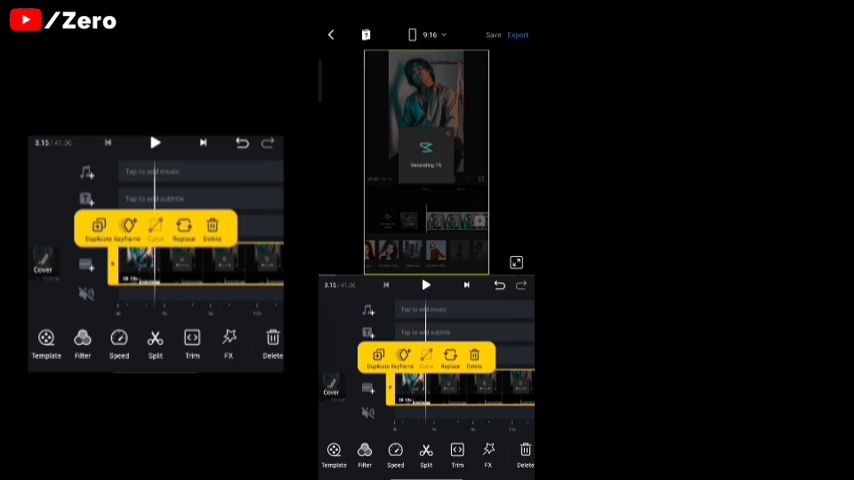 /Zero
3.15 / 41.06
Tap to add music
Tap to add subtitle
Duplicate Keyframe Curve Replace Delete
Cover
Template Filter Speed Split Trim FX Delete
9:16 Save Export
Generating 1%
3.15 / 41.06
Tap to add music
Tap to add subtitle
Duplicate Keyframe Curve Replace Delete
Cover
Template Filter Speed Split Trim FX Delete